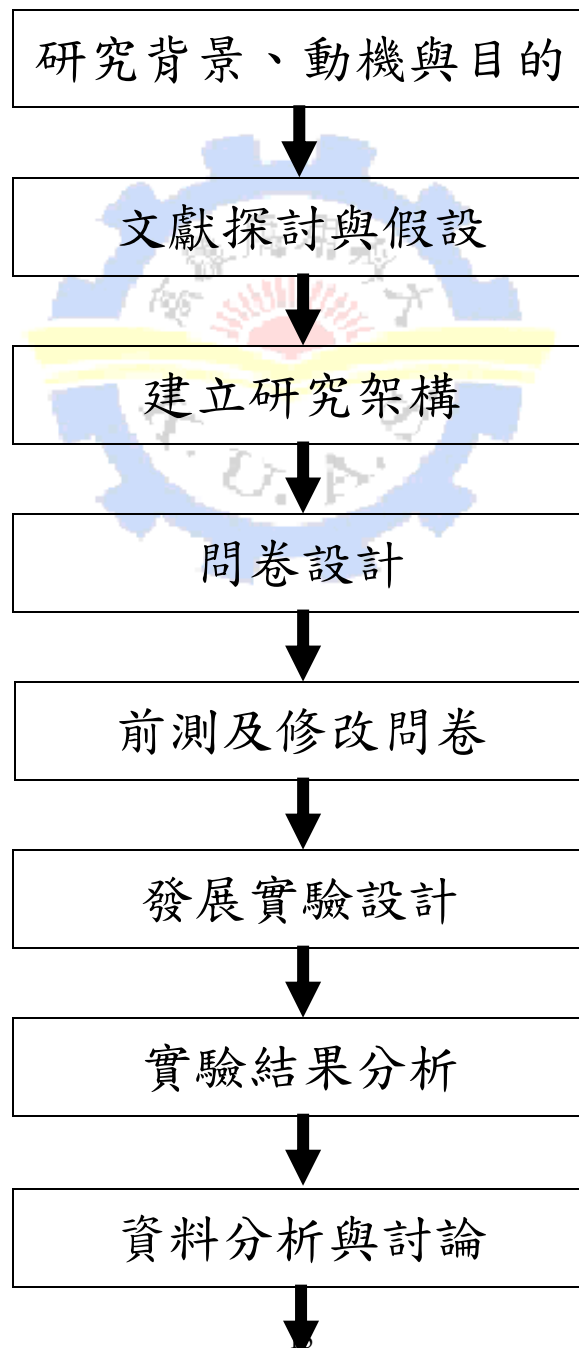 研究背景、動機與目的
文獻探討與假設
建立研究架構
問卷設計
前測及修改問卷
發展實驗設計
實驗結果分析
資料分析與討論